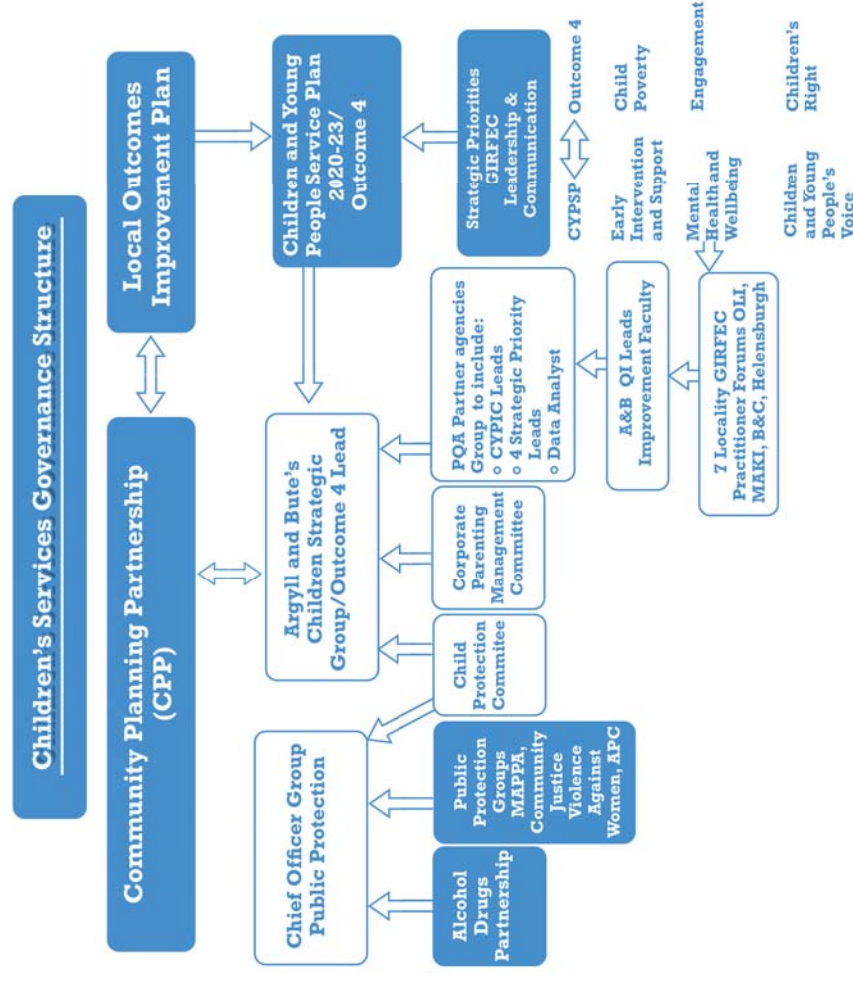 Children's Services Governance Structure
Community Planning Partnership
(CPP)
Local Outcomes
Improvement Plan
Chief Officer Group
Public Protection
Argyll and Bute's
Children Strategic
Group/Outcome 4 Lead
Children and Young
People Service Plan
2020-23/
Outcome 4
Alcohol
Drugs
Partnership
Public
Protection
Groups
MAPPA,
Community
Justice
Violence
Against
Women, APC
Child
Protection
Commitee
Corporate
Parenting
Management
Committee
PQA Partner agencies
Group to include:
o CYPIC Leads
o 4 Strategic Priority
Leads
o Data Analyst
Strategic Priorities
GIRFEC
Leadership &
Communication
A&B QI Leads
Improvement Faculty
7 Locality GIRFEC
Practitioner Forums OLI,
MAKI, B&C, Helensburgh
CYPSP
Outcome 4
Early
Intervention
and Support
Child
Poverty
Mental
Healthand
Wellbeing
Engagement
Children
and Young
People's
Voice
Children's
Right